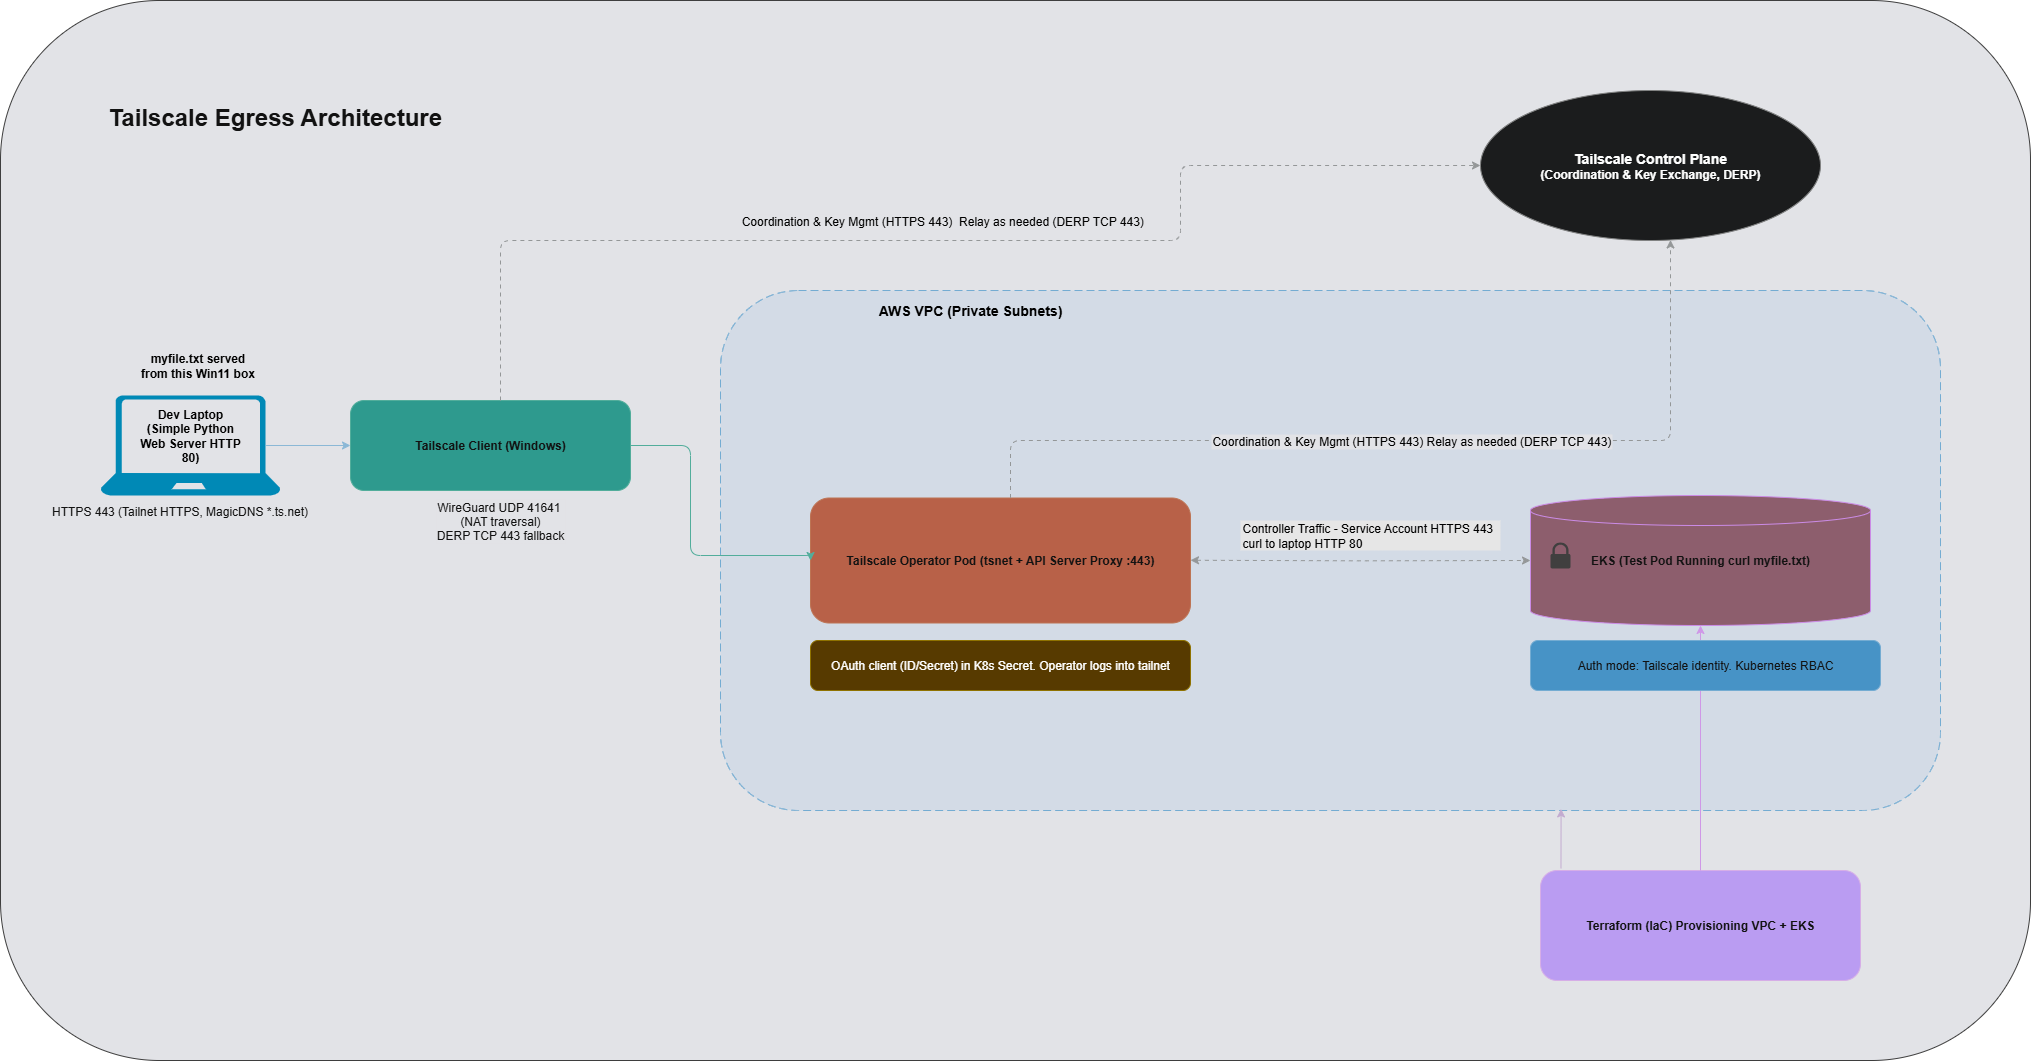 Tailscale Egress Architecture
Tailscale Control Plane
(Coordination & Key Exchange, DERP)
Coordination & Key Mgmt (HTTPS 443)  Relay as needed (DERP TCP 443)
AWS VPC (Private Subnets)
myfile.txt served
from this Win11 box
Dev Laptop
(Simple Python
Web Server HTTP
80)
HTTPS 443 (Tailnet HTTPS, MagicDNS *.ts.net)
Tailscale Client (Windows)
WireGuard UDP 41641
(NAT traversal)
DERP TCP 443 fallback
Coordination & Key Mgmt (HTTPS 443) Relay as needed (DERP TCP 443)
Tailscale Operator Pod (tsnet + API Server Proxy :443)
Controller Traffic - Service Account HTTPS 443
curl to laptop HTTP 80
EKS (Test Pod Running curl myfile.txt)
OAuth client (ID/Secret) in K8s Secret. Operator logs into tailnet
Auth mode: Tailscale identity. Kubernetes RBAC
Terraform (IaC) Provisioning VPC + EKS